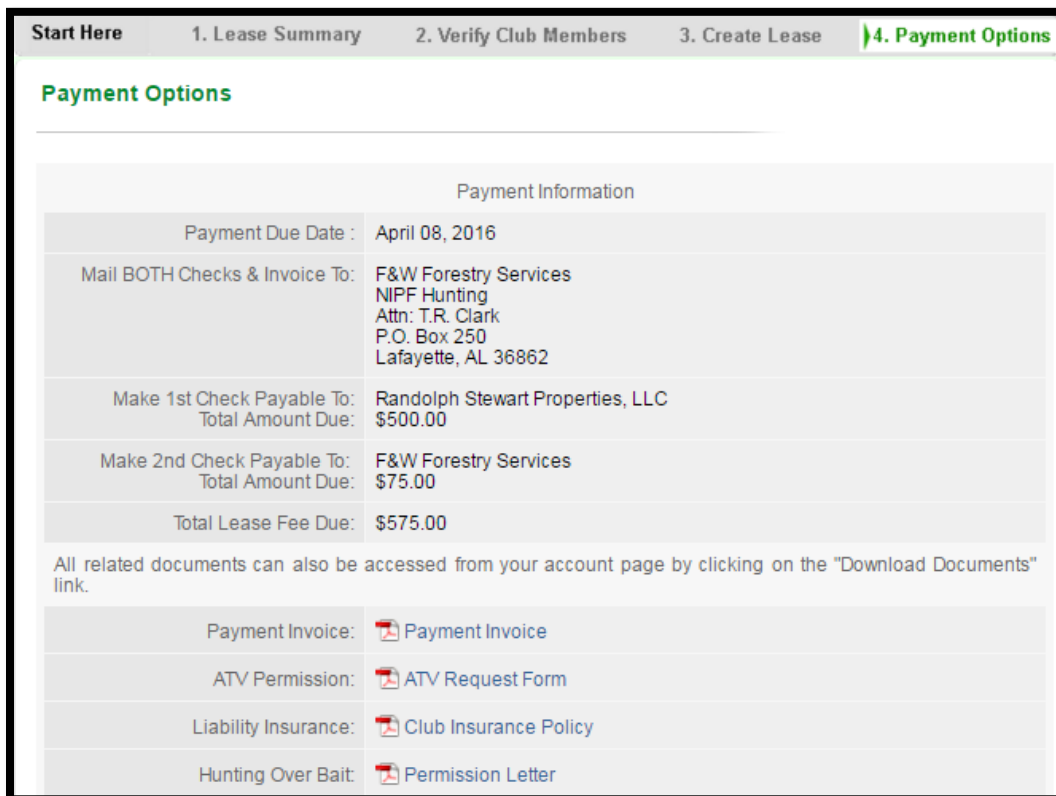 Start Here 1. Lease Summary 2. Verify Club Members 3. Create Lease 4. Payment Options
Payment Options
Payment Information
Payment Due Date : April 08, 2016
Mail BOTH Checks & Invoice To: F&W Forestry Services
NIPF Hunting
Attn: T.R. Clark
P.O. Box 250
Lafayette, AL 36862
Make 1st Check Payable To: Randolph Stewart Properties, LLC
Total Amount Due: $500.00
Make 2nd Check Payable To: F&W Forestry Services
Total Amount Due: $75.00
Total Lease Fee Due: $575.00
All related documents can also be accessed from your account page by clicking on the "Download Documents"
link.
Payment Invoice: Payment Invoice
ATV Permission: ATV Request Form
Liability Insurance: Club Insurance Policy
Hunting Over Bait: Permission Letter